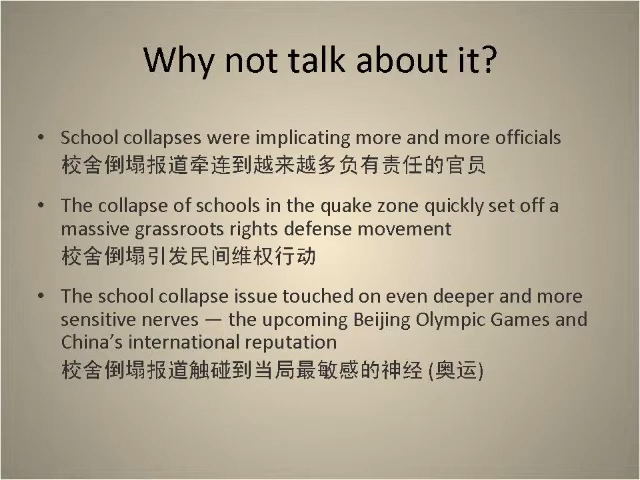 Why not talk about it?
• School collapses were implicating more and more officials
校舍倒塌报道牵连到越来越多负有责任的官员
• The collapse of schools in the quake zone quickly set off a
massive grassroots rights defense movement
校舍倒塌引发民间维权行动
• The school collapse issue touched on even deeper and more
sensitive nerves — the upcoming Beijing Olympic Games and
China’s international reputation
校舍倒塌报道触碰到当局最敏感的神经 (奥运)